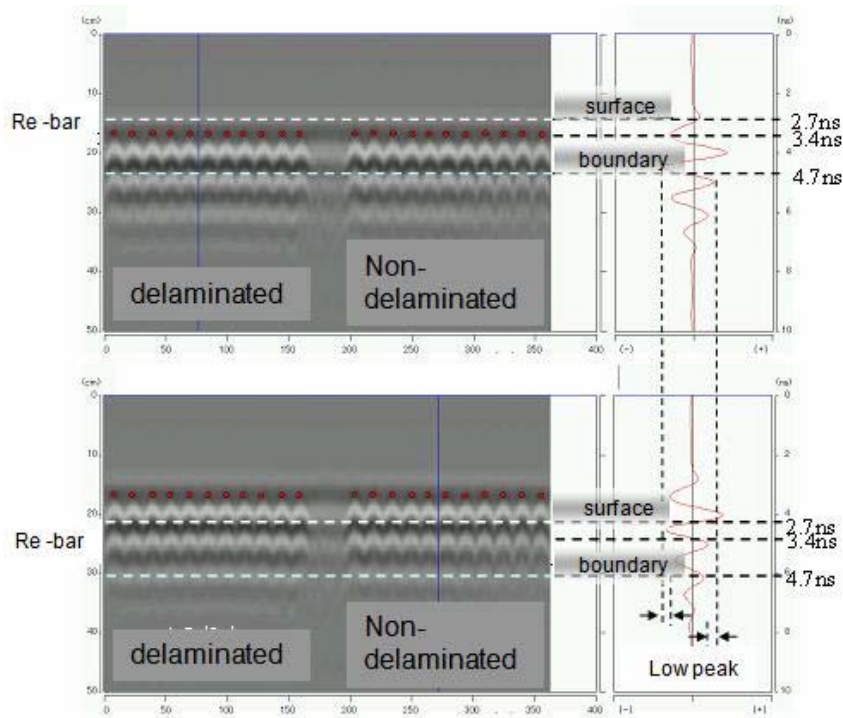 (cm)
(ns)
0
0
10
2
surface
2.7ns
Re -bar
3.4ns
20
4
boundary
4.7ns
30
6
40
8
delaminated
Non-
delaminated
50
10
0
50
100
150
200
250
300
400
(-)
(+)
(cm)
(ns)
0
0
10
2
surface
4
20
2.7ns
Re -bar
3.4ns
boundary
6
30
4.7ns
40
8
delaminated
Non-
delaminated
Low peak
50
10
0
50
100
150
200
250
300
350
400
(-)
(+)